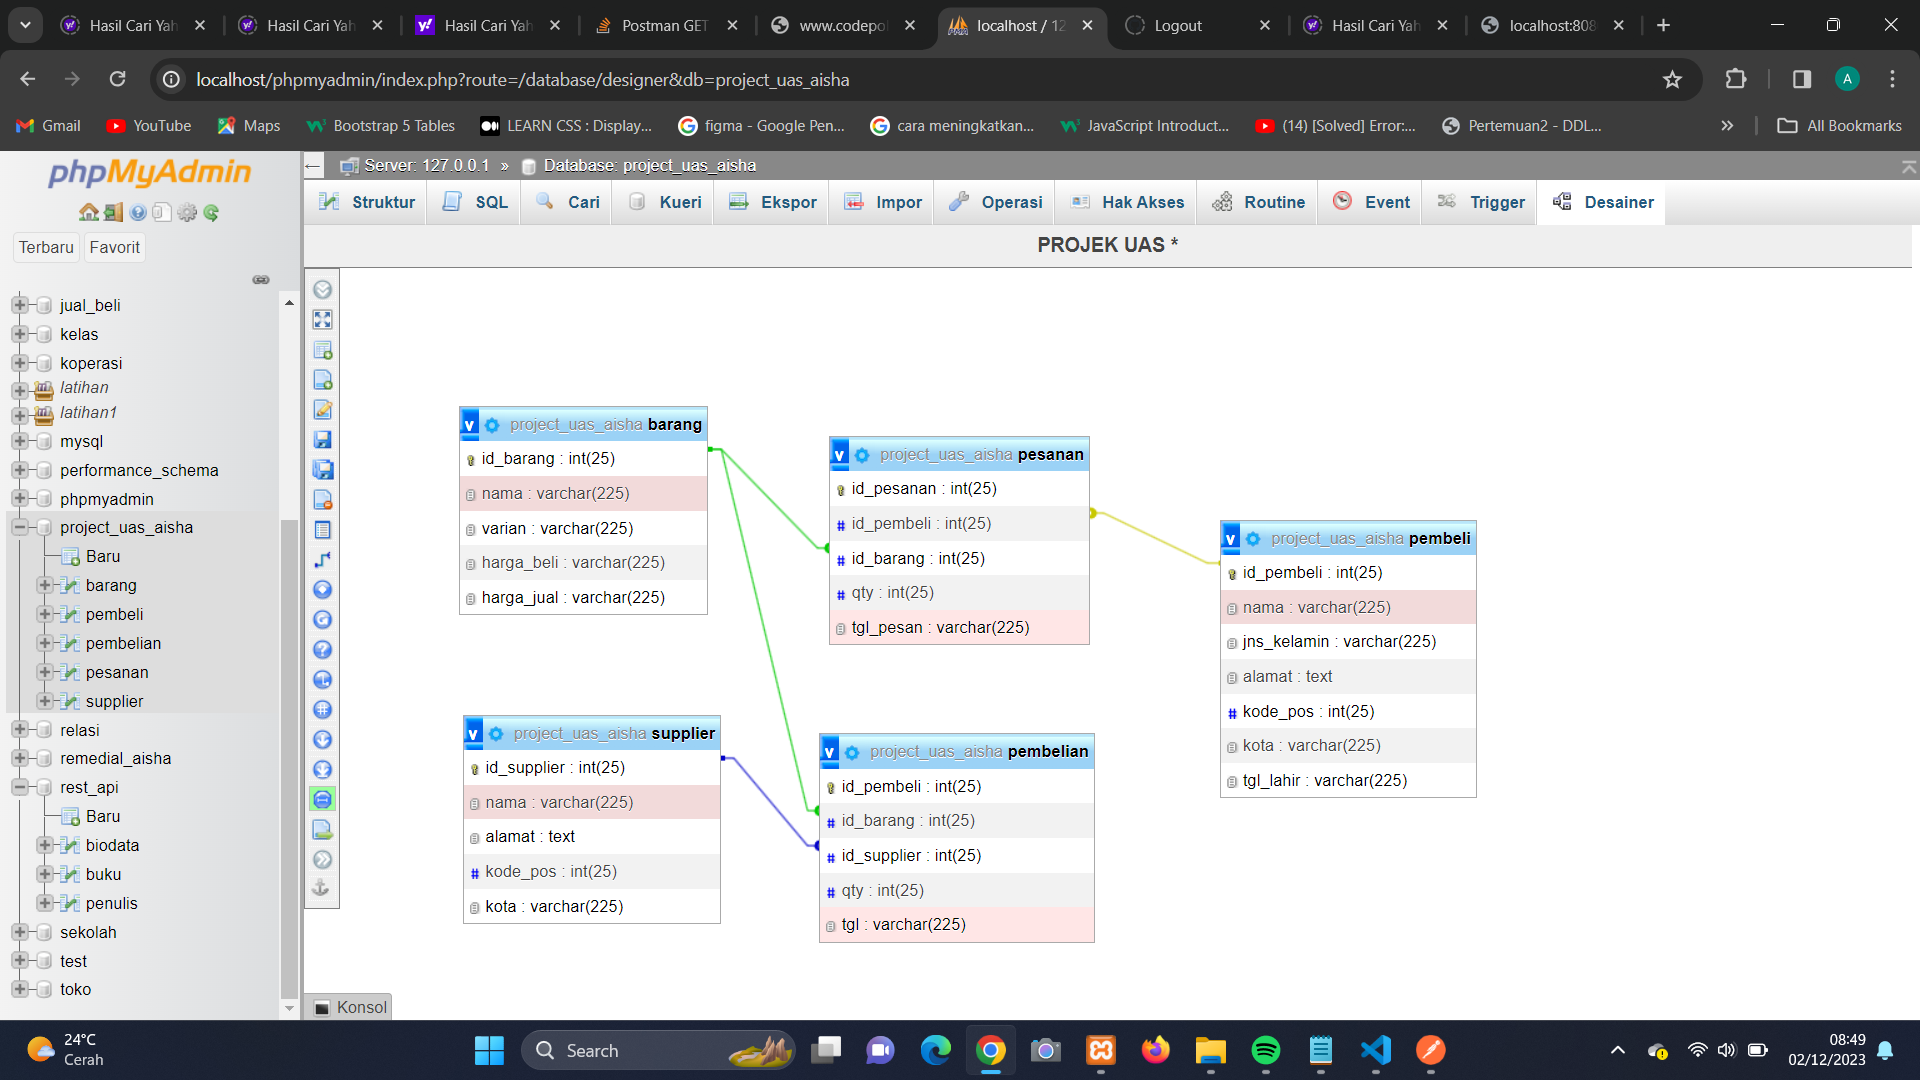 Hasil Cari Yah
Hasil Cari Yah
Hasil Cari Yah
Postman GET
www.codepol
localhost / 12
Logout
Hasil Cari Yah
localhost:808
localhost/phpmyadmin/index.php?route=/database/designer&db=project_uas_aisha
A
Gmail
YouTube
Maps
Bootstrap 5 Tables
LEARN CSS : Display...
figma - Google Pen...
cara meningkatkan...
JavaScript Introduct...
(14) [Solved] Error:...
Pertemuan2 - DDL...
»
All Bookmarks
phpMyAdmin
Terbaru
Favorit
jual_beli
kelas
koperasi
latihan
latihan1
mysql
performance_schema
phpmyadmin
project_uas_aisha
Baru
barang
pembeli
pembelian
pesanan
supplier
relasi
remedial_aisha
rest_api
Baru
biodata
buku
penulis
sekolah
test
toko
Server: 127.0.0.1 » Database: project_uas_aisha
Struktur
SQL
Cari
Kueri
Ekspor
Impor
Operasi
Hak Akses
Routine
Event
Trigger
Desainer
PROJEK UAS *
v project_uas_aisha barang
id_barang : int(25)
nama : varchar(225)
varian : varchar(225)
harga_beli : varchar(225)
harga_jual : varchar(225)
v project_uas_aisha pesanan
id_pesanan : int(25)
# id_pembeli : int(25)
# id_barang : int(25)
# qty : int(25)
tgl_pesan : varchar(225)
v project_uas_aisha pembeli
id_pembeli : int(25)
nama : varchar(225)
jns_kelamin : varchar(225)
alamat : text
# kode_pos : int(25)
kota : varchar(225)
tgl_lahir : varchar(225)
v project_uas_aisha supplier
id_supplier : int(25)
nama : varchar(225)
alamat : text
# kode_pos : int(25)
kota : varchar(225)
v project_uas_aisha pembelian
id_pembeli : int(25)
# id_barang : int(25)
# id_supplier : int(25)
# qty : int(25)
tgl : varchar(225)
Konsol
24°C
Cerah
Search
08:49
02/12/2023